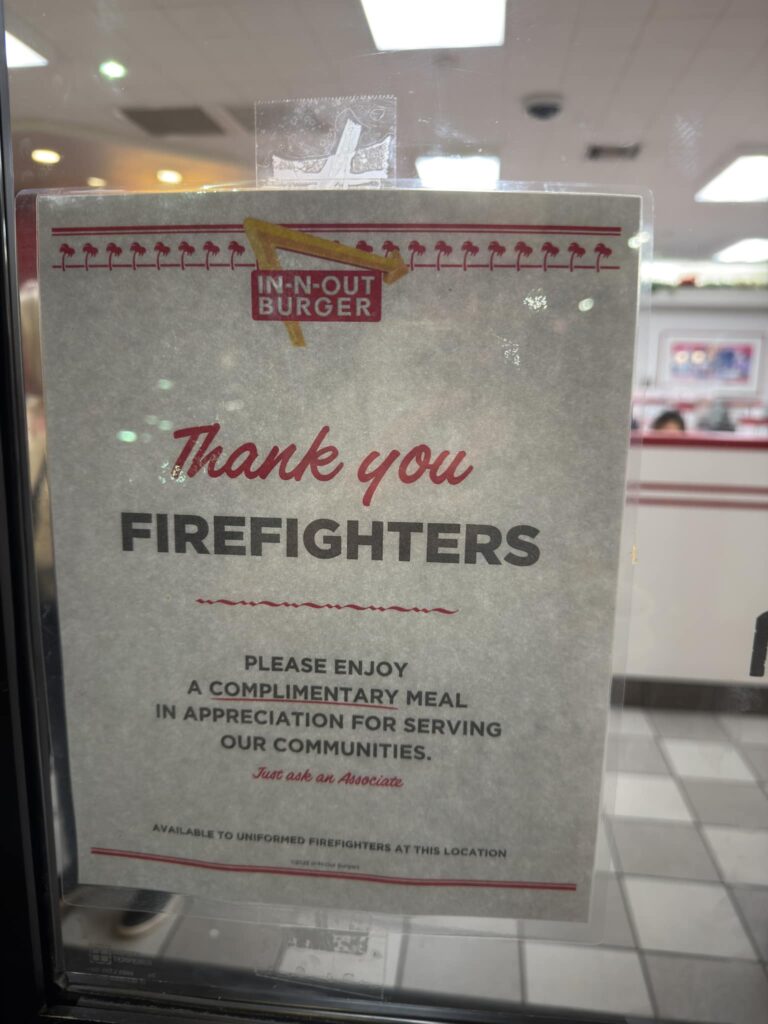 IN-N-OUT
BURGER
Thank you
FIREFIGHTERS
PLEASE ENJOY
A COMPLIMENTARY MEAL
IN APPRECIATION FOR SERVING
OUR COMMUNITIES.
Just ask an Associate
AVAILABLE TO UNIFORMED FIREFIGHTERS AT THIS LOCATION